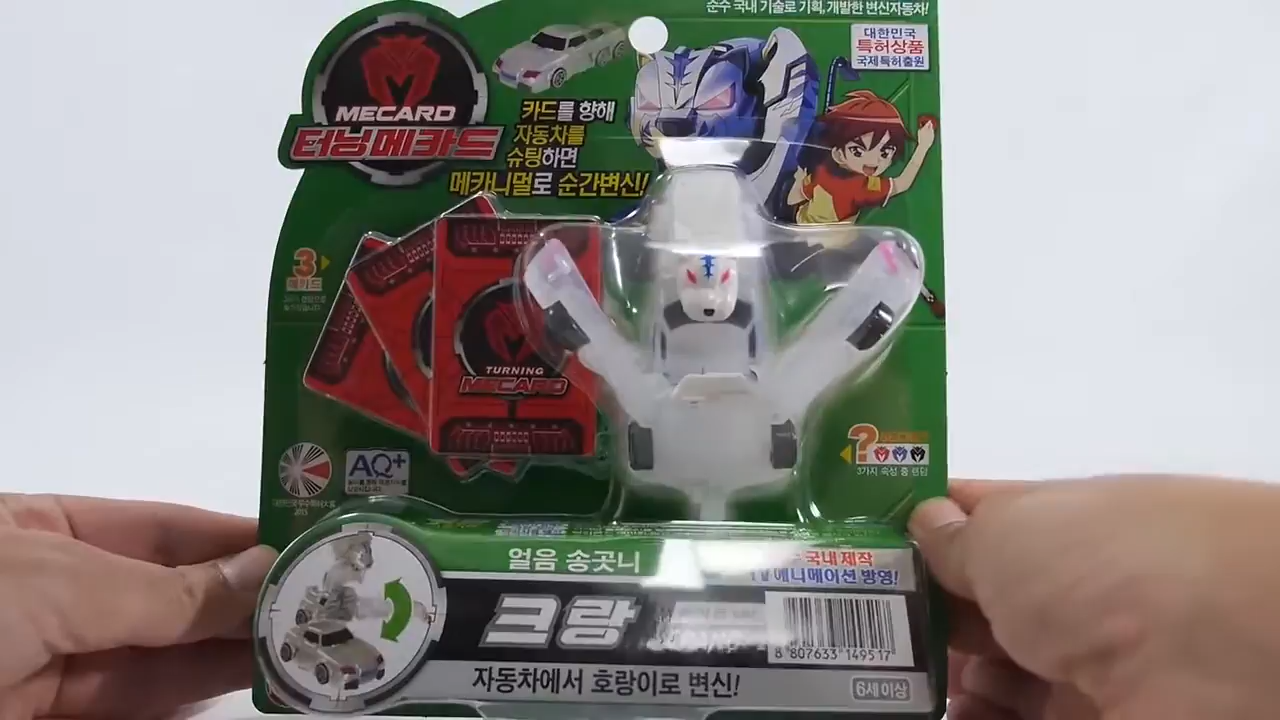 순수 국내 기술로 기획, 개발한 변신자동차!
대한민국
특허상품
국제특허출원
MECARD
터닝메카드
카드를 향해
자동차를
슈팅하면
메카니멀로 순간변신!
3
메카드
TURNING
MECARD
?
3가지 속성 중 랜덤
AQ+
2015
얼음 송곳니
국내 제작
TV 애니메이션 방영!
크랑
8 807633 149517
자동차에서 호랑이로 변신!
6세이상